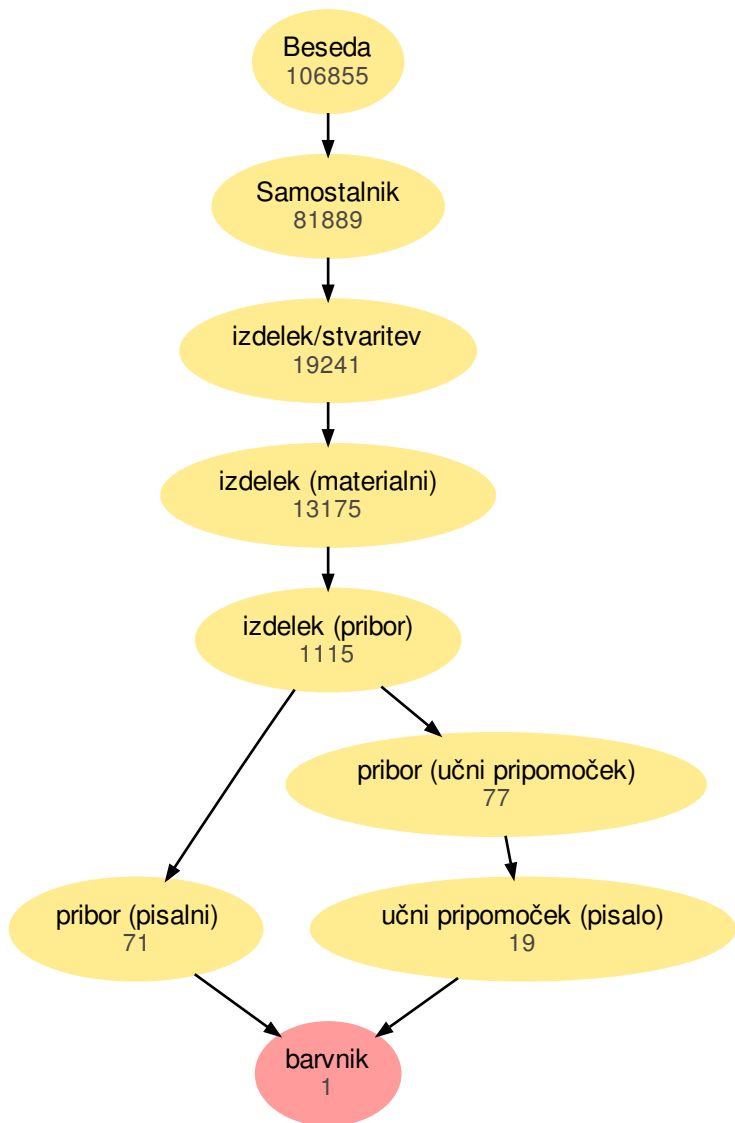 Beseda
106855
Samostalnik
81889
izdelek/stvaritev
19241
izdelek (materialni)
13175
izdelek (pribor)
1115
pribor (učni pripomoček)
77
pribor (pisalni)
71
učni pripomoček (pisalo)
19
barvnik
1